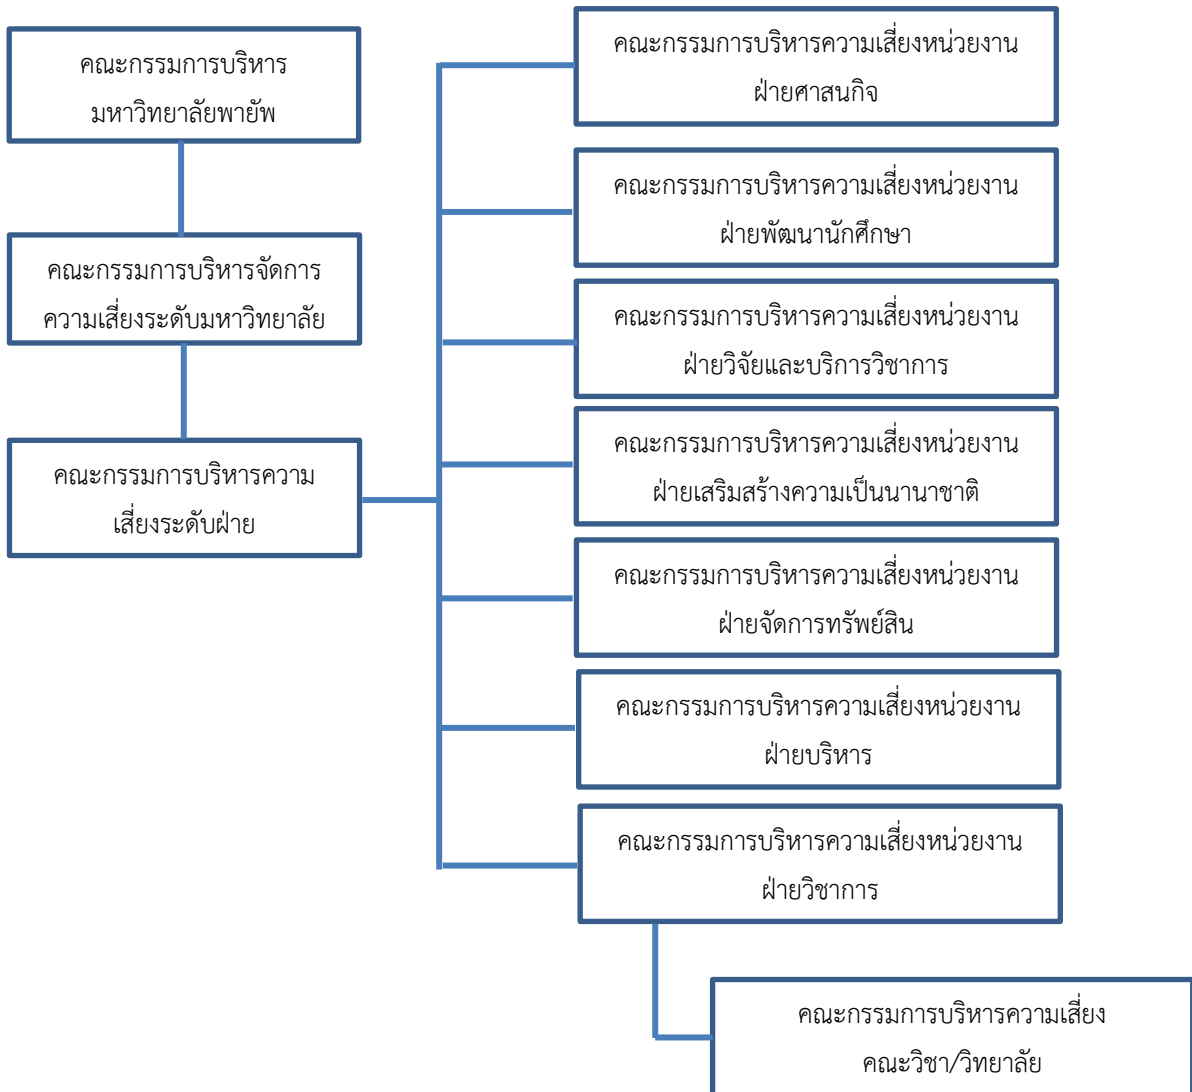 คณะกรรมการบริหาร
มหาวิทยาลัยพายัพ
คณะกรรมการบริหารจัดการ
ความเสี่ยงระดับมหาวิทยาลัย
คณะกรรมการบริหารความ
เสี่ยงระดับฝ่าย
คณะกรรมการบริหารความเสี่ยงหน่วยงาน
ฝ่ายศาสนกิจ
คณะกรรมการบริหารความเสี่ยงหน่วยงาน
ฝ่ายพัฒนานักศึกษา
คณะกรรมการบริหารความเสี่ยงหน่วยงาน
ฝ่ายวิจัยและบริการวิชาการ
คณะกรรมการบริหารความเสี่ยงหน่วยงาน
ฝ่ายเสริมสร้างความเป็นนานาชาติ
คณะกรรมการบริหารความเสี่ยงหน่วยงาน
ฝ่ายจัดการทรัพย์สิน
คณะกรรมการบริหารความเสี่ยงหน่วยงาน
ฝ่ายบริหาร
คณะกรรมการบริหารความเสี่ยงหน่วยงาน
ฝ่ายวิชาการ
คณะกรรมการบริหารความเสี่ยง
คณะวิชา/วิทยาลัย